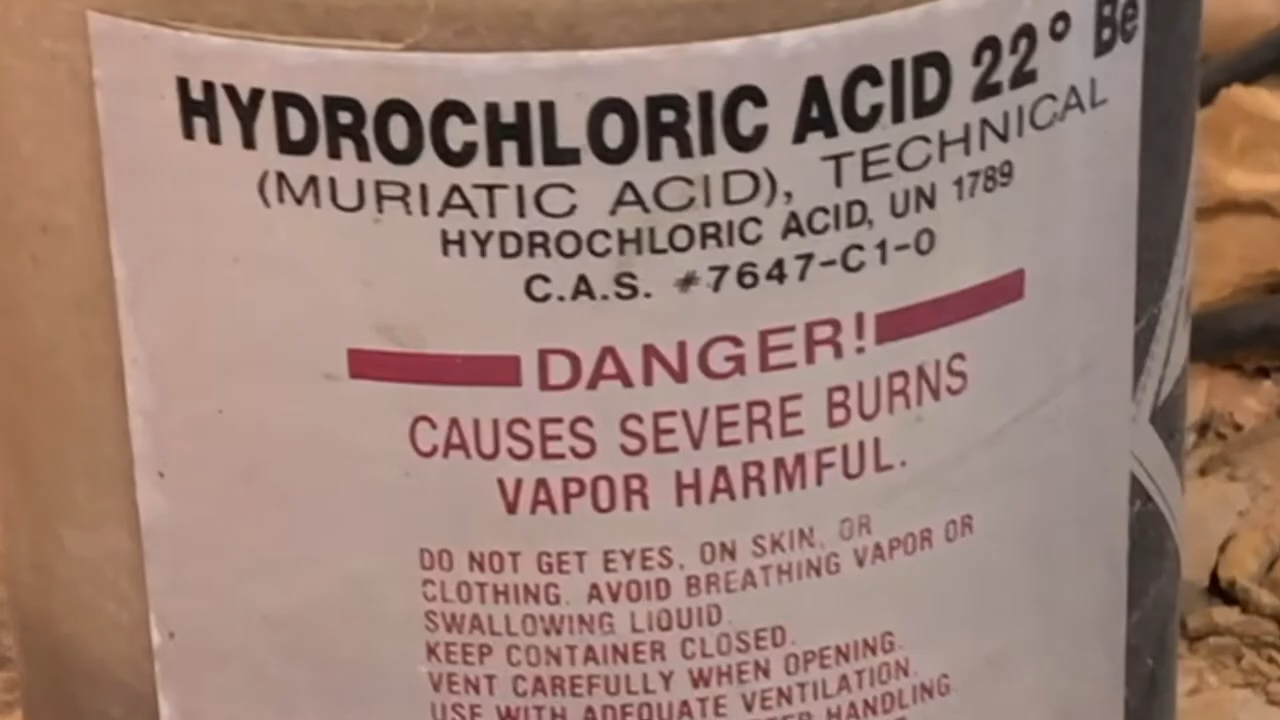 HYDROCHLORIC ACID 22° Be
(MURIATIC ACID), TECHNICAL
HYDROCHLORIC ACID, UN 1789
C.A.S. #7647-C1-0
DANGER!
CAUSES SEVERE BURNS
VAPOR HARMFUL.
DO NOT GET EYES, ON SKIN, OR
CLOTHING. AVOID BREATHING VAPOR OR
SWALLOWING LIQUID.
KEEP CONTAINER CLOSED.
VENT CAREFULLY WHEN OPENING.
USE WITH ADEQUATE VENTILATION.
HANDLING